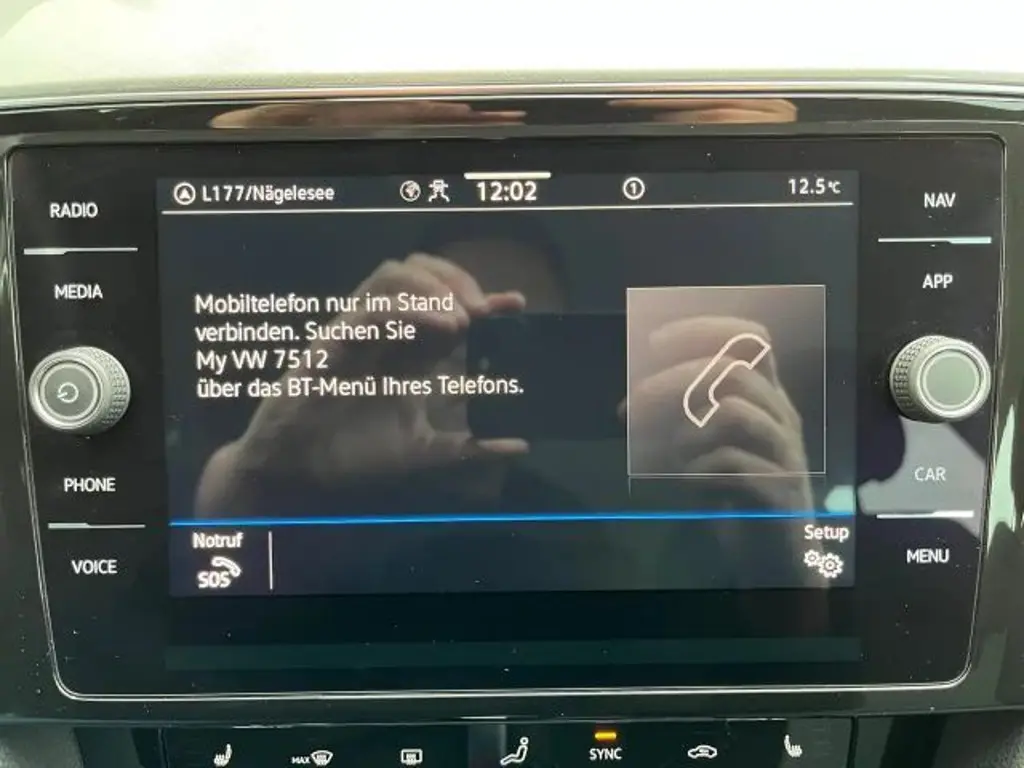 L177/Nägelesee 12:02 1 12.5°C
RADIO
MEDIA
PHONE
VOICE
Mobiltelefon nur im Stand
verbinden. Suchen Sie
My VW 7512
über das BT-Menü Ihres Telefons.
Notruf
SOS
Setup
NAV
APP
CAR
MENU
MAX
SYNC